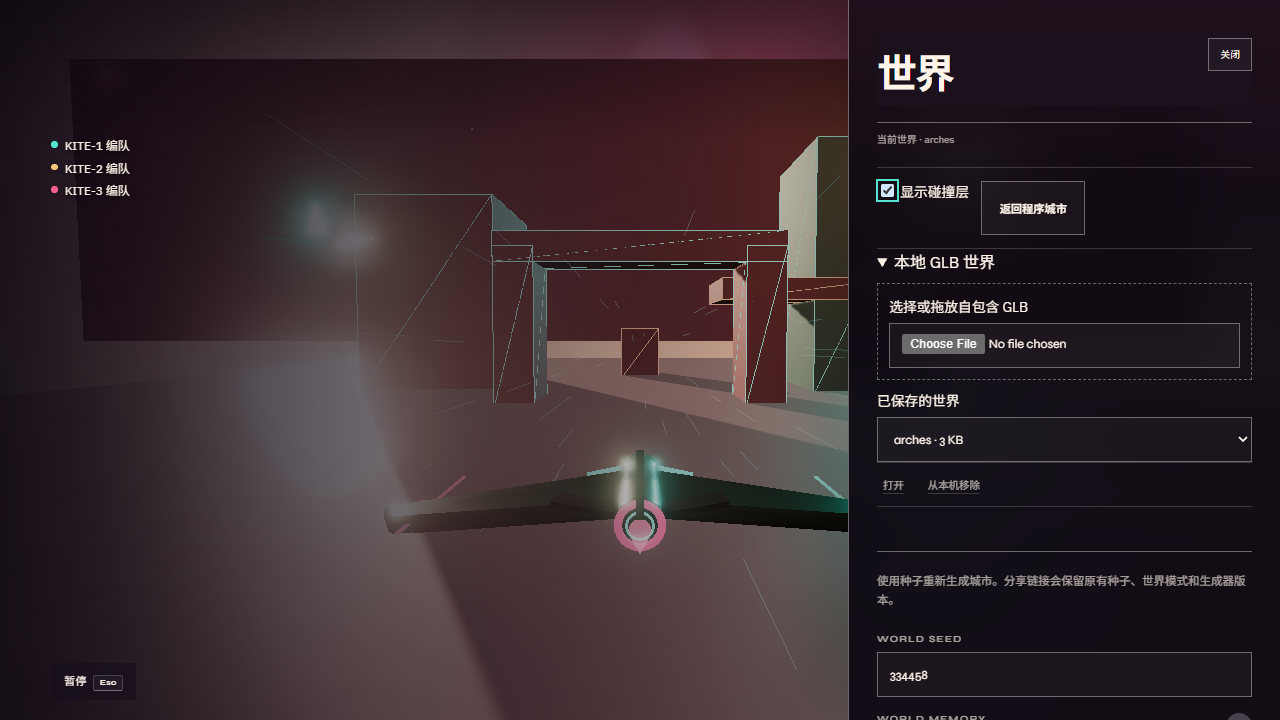 KITE-1 编队
KITE-2 编队
KITE-3 编队
暂停 Esc
世界
关闭
当前世界 · arches
显示碰撞层
返回程序城市
▼ 本地 GLB 世界
选择或拖放自包含 GLB
Choose File No file chosen
已保存的世界
arches · 3 KB
打开 从本机移除
使用种子重新生成城市。分享链接会保留原有种子、世界模式和生成器版
本。
WORLD SEED
334458
WORLD MEMORY